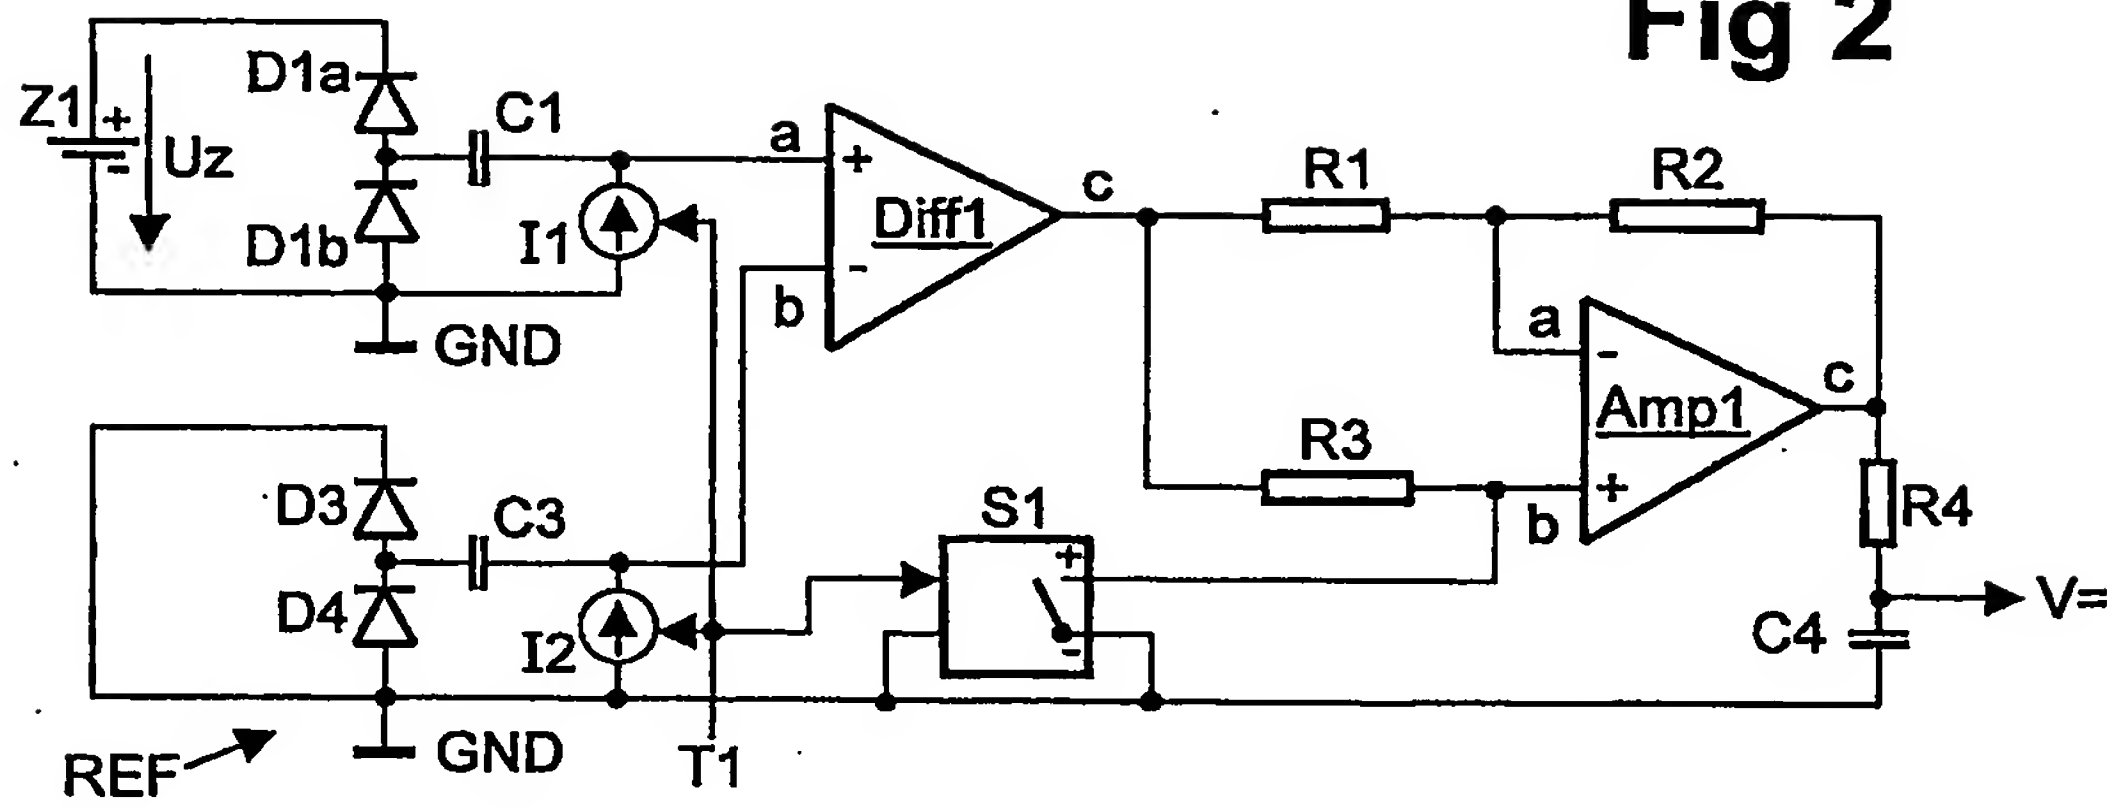 Fig 2
D1a
Z1
+
-
Uz
C1
D1b
I1
GND
a
+
Diff1
-
b
c
R1
R2
a
-
Amp1
c
+
b
R3
R4
D3
C3
D4
I2
S1
+
-
C4
V=
REF
GND
T1